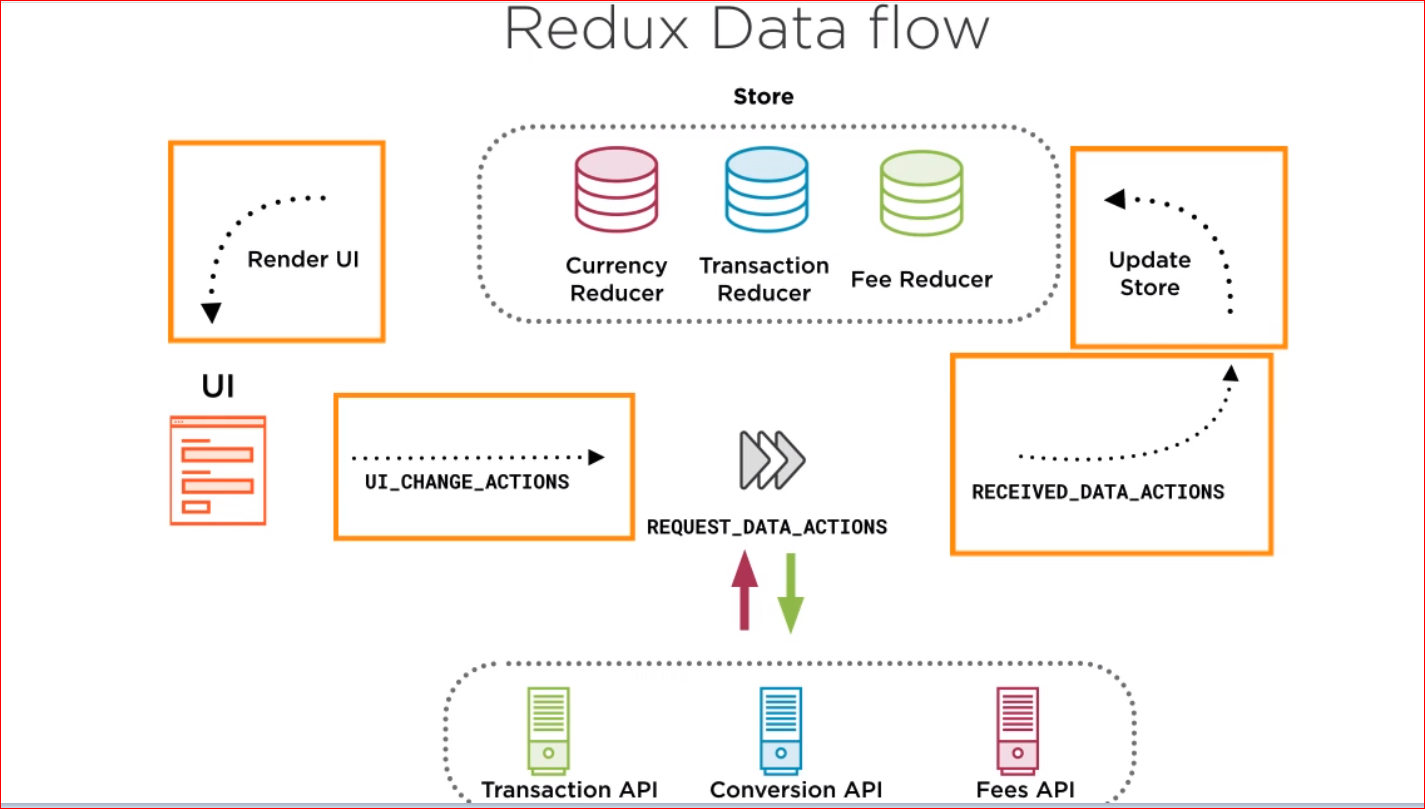 Redux Data flow
Store
Currency
Reducer
Transaction
Reducer
Fee Reducer
Render UI
Update
Store
UI
UI_CHANGE_ACTIONS
RECEIVED_DATA_ACTIONS
REQUEST_DATA_ACTIONS
Transaction API
Conversion API
Fees API